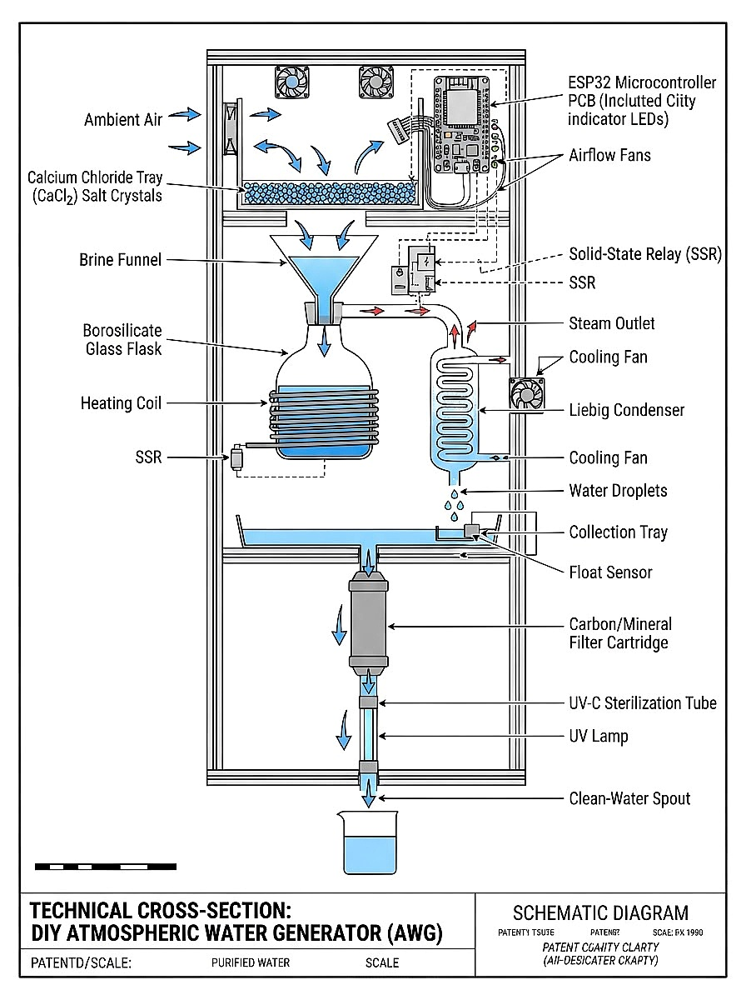 Ambient Air
Calcium Chloride Tray
(CaCl₂) Salt Crystals
Brine Funnel
Borosilicate
Glass Flask
Heating Coil
SSR
ESP32 Microcontroller
PCB (Inclutted Ciity
indicator LEDs)
Airflow Fans
Solid-State Relay (SSR)
SSR
Steam Outlet
Cooling Fan
Liebig Condenser
Cooling Fan
Water Droplets
Collection Tray
Float Sensor
Carbon/Mineral
Filter Cartridge
UV-C Sterilization Tube
UV Lamp
Clean-Water Spout
TECHNICAL CROSS-SECTION:
DIY ATMOSPHERIC WATER GENERATOR (AWG)
PATENTD/SCALE: PURIFIED WATER SCALE
SCHEMATIC DIAGRAM
PATENTY TSUTE 1990
PATENT COАИTY CLARTY